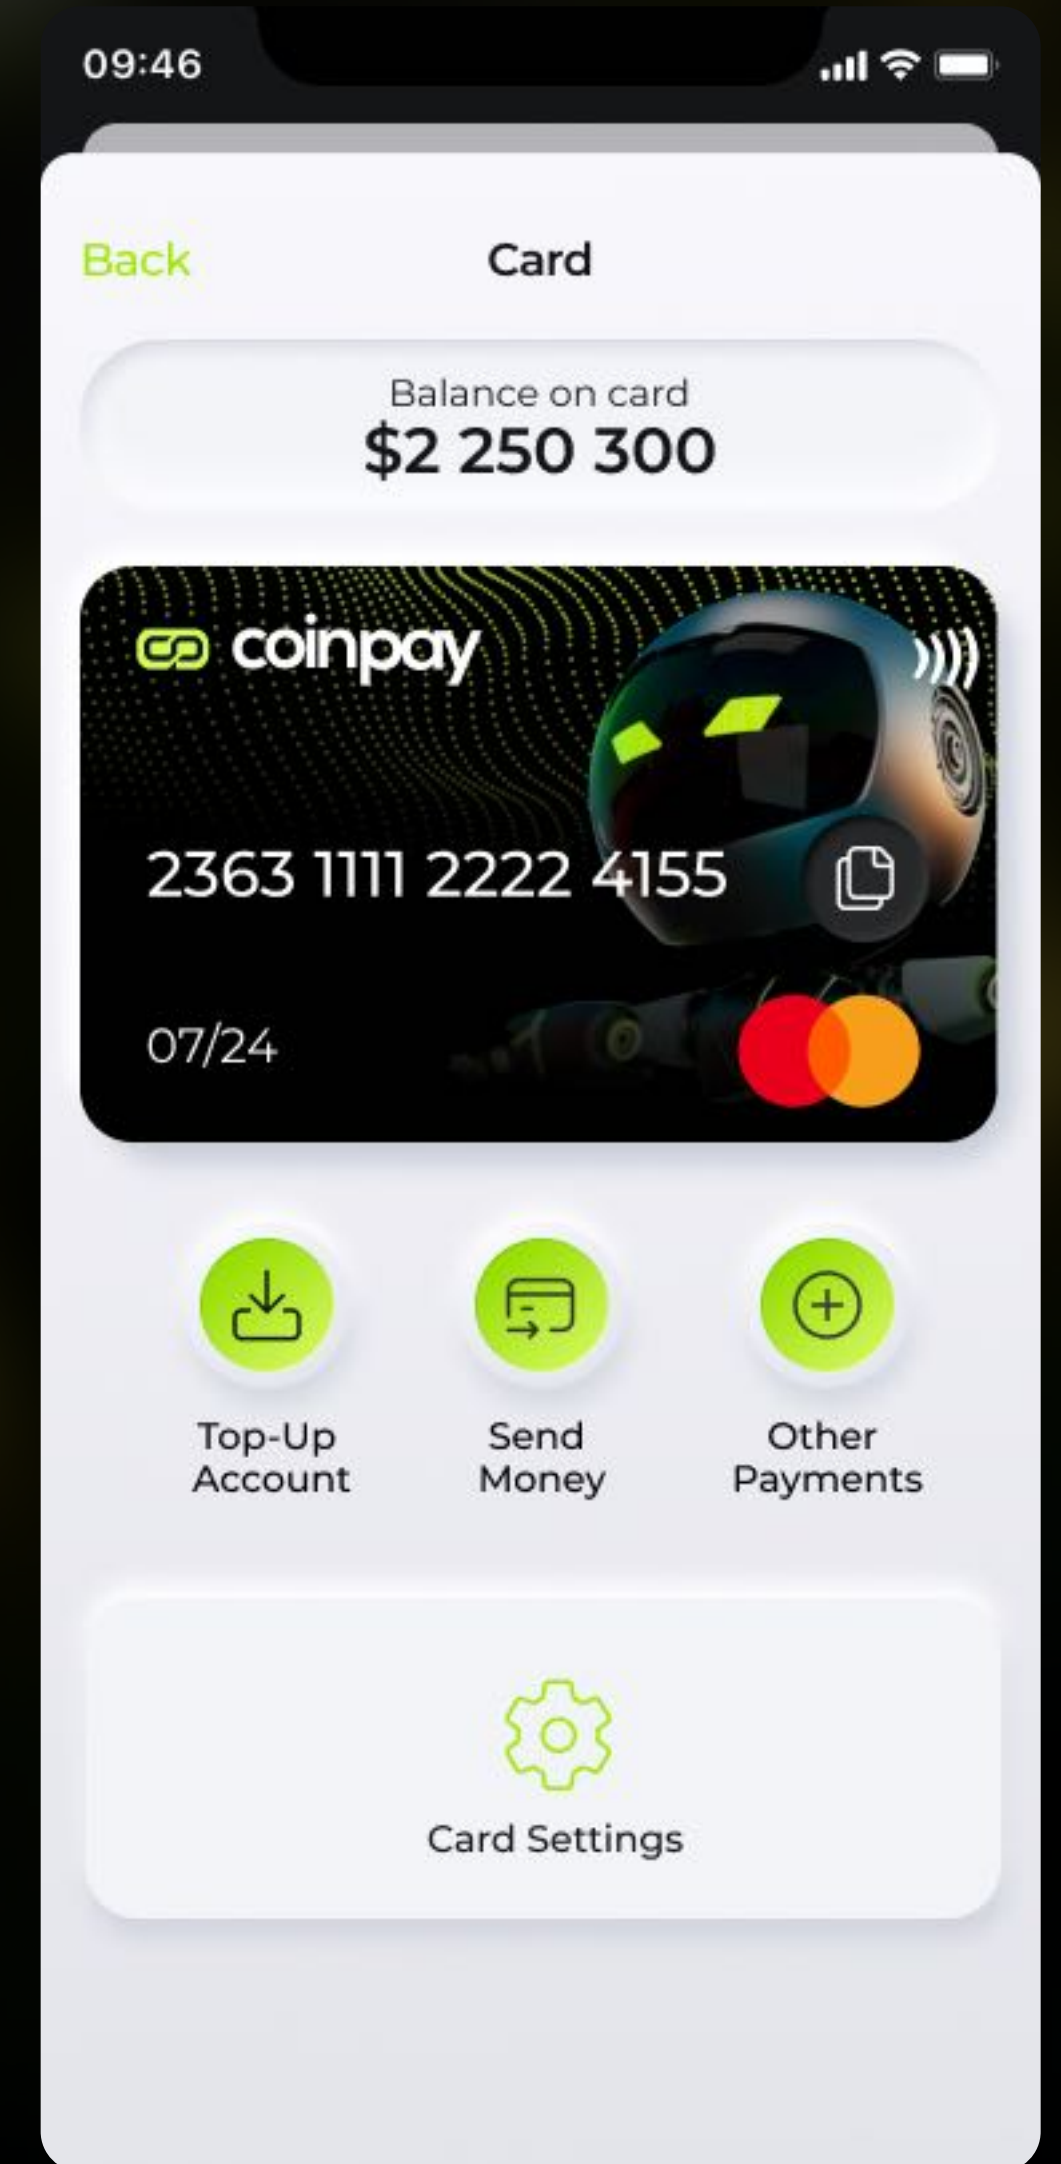 09:46
Back
Card
Balance on card
$2 250 300
coinpay
2363 1111 2222 4155
07/24
Top-Up
Account
Send
Money
Other
Payments
Card Settings